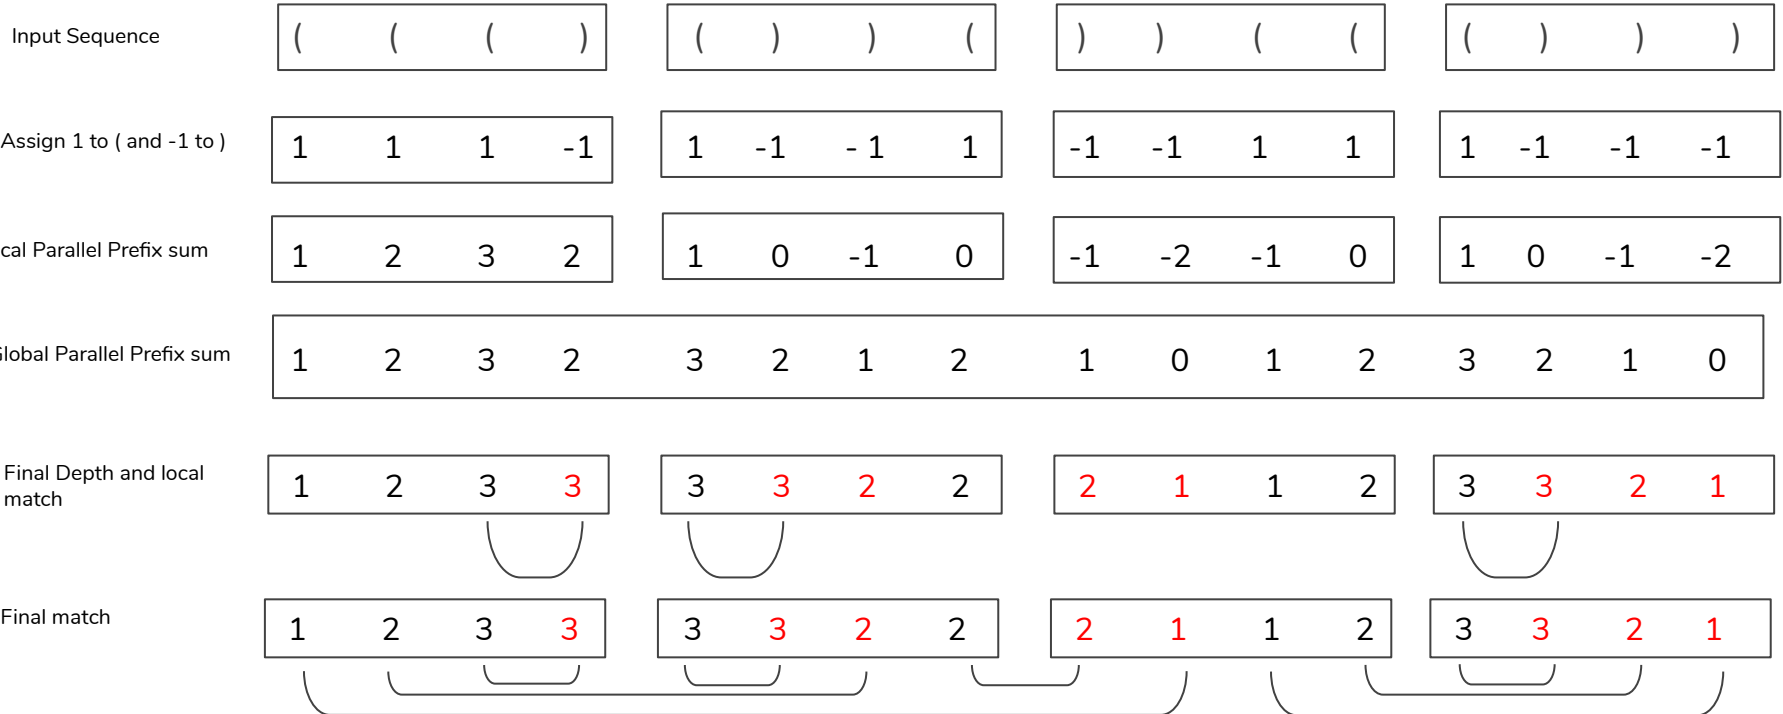 Input Sequence ( ( ( ) ( ) ) ( ) ) ( ( ( ) ) )
Assign 1 to ( and -1 to ) 1 1 1 -1 1 -1 - 1 1 -1 -1 1 1 1 -1 -1 -1
cal Parallel Prefix sum 1 2 3 2 1 0 -1 0 -1 -2 -1 0 1 0 -1 -2
Global Parallel Prefix sum 1 2 3 2 3 2 1 2 1 0 1 2 3 2 1 0
Final Depth and local
match 1 2 3 3 3 3 2 2 2 1 1 2 3 3 2 1
Final match 1 2 3 3 3 3 2 2 2 1 1 2 3 3 2 1